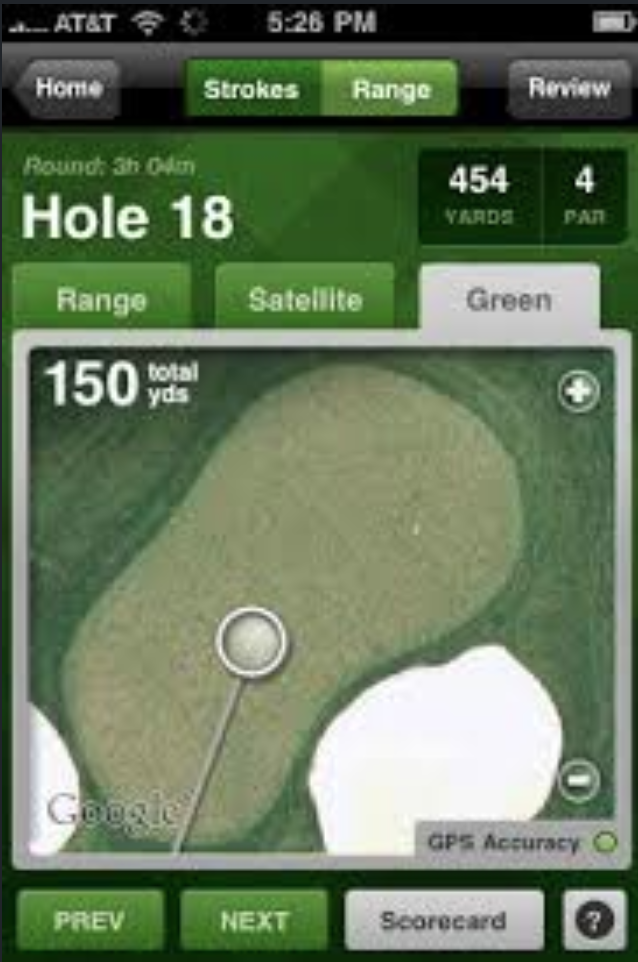 AT&T 5:26 PM
Home Strokes Range Review
Round: 3h 04m
Hole 18
454 YARDS
4 PAR
Range Satellite Green
150 total yds
Google
GPS Accuracy
PREV NEXT Scorecard ?